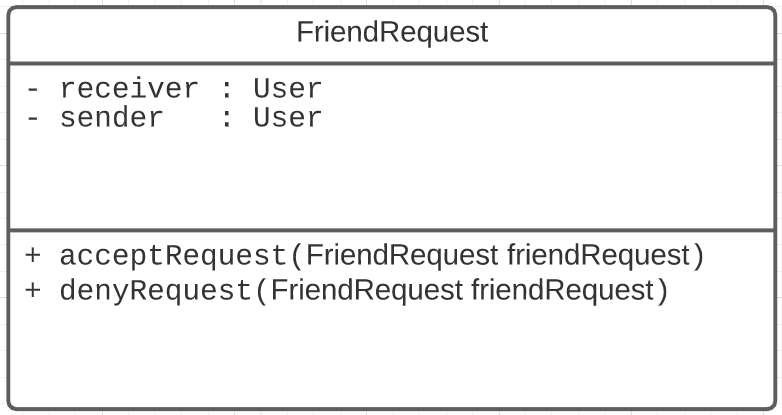 FriendRequest
- receiver : User
- sender   : User
+ acceptRequest(FriendRequest friendRequest)
+ denyRequest(FriendRequest friendRequest)